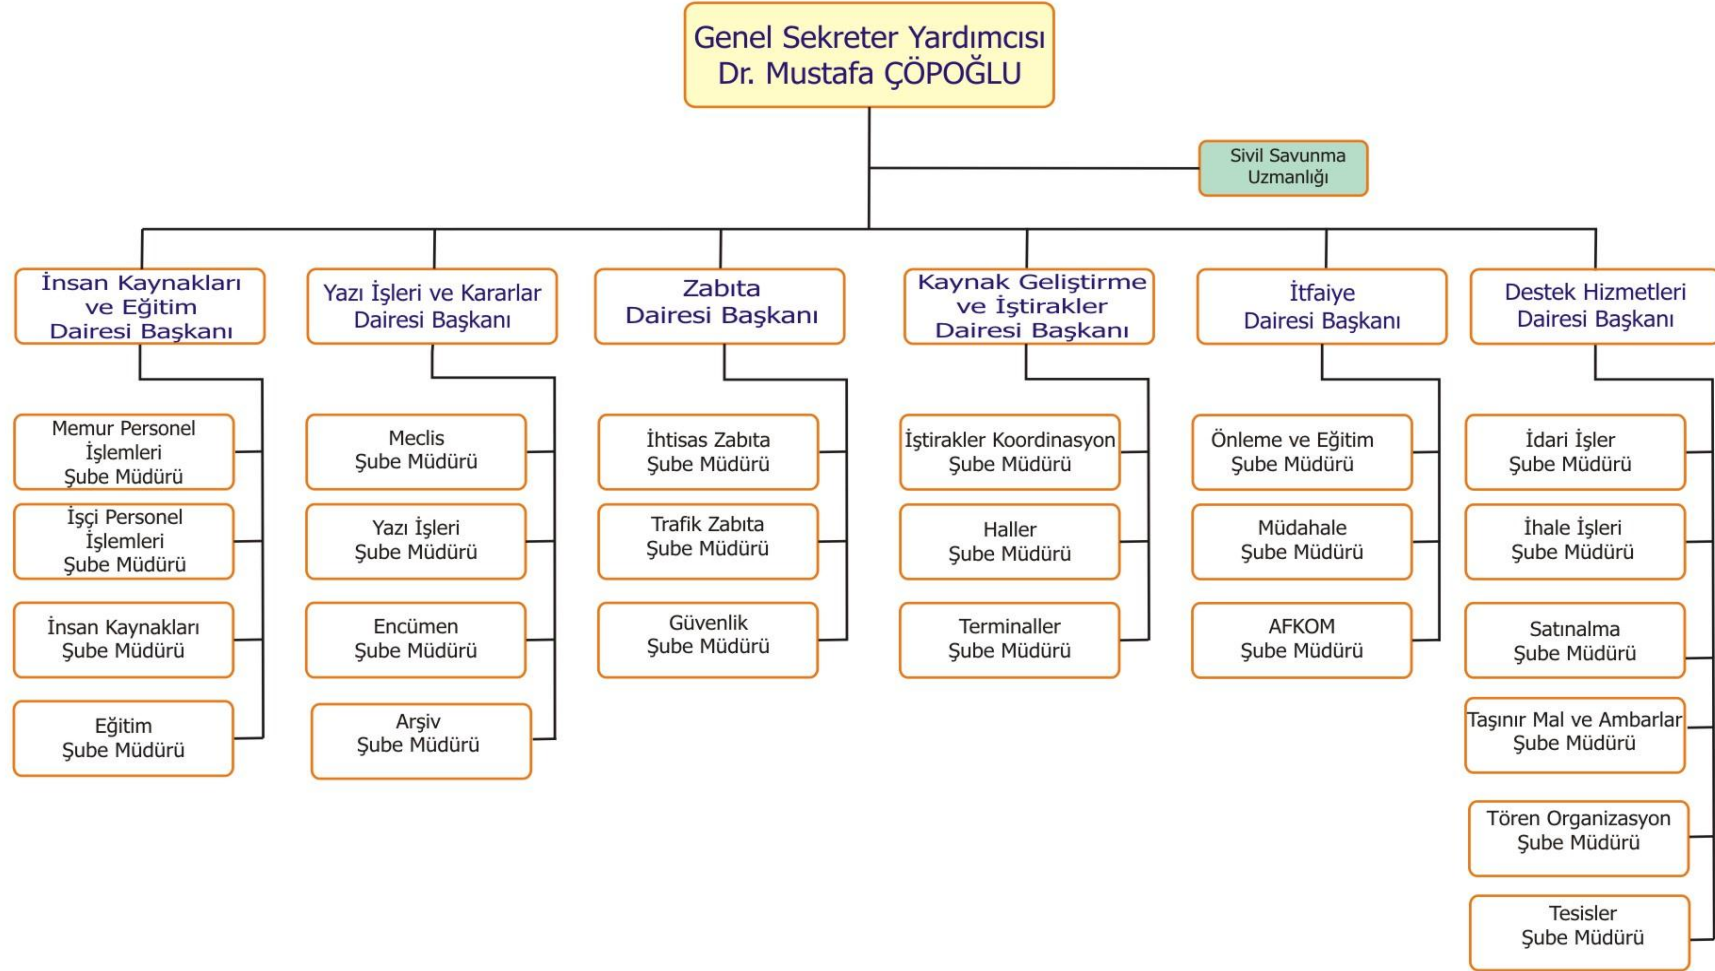 Genel Sekreter Yardımcısı
Dr. Mustafa ÇÖPOĞLU
Sivil Savunma
Uzmanlığı
İnsan Kaynakları
ve Eğitim
Dairesi Başkanı
Yazı İşleri ve Kararlar
Dairesi Başkanı
Zabıta
Dairesi Başkanı
Kaynak Geliştirme
ve İştirakler
Dairesi Başkanı
İtfaiye
Dairesi Başkanı
Destek Hizmetleri
Dairesi Başkanı
Memur Personel
İşlemleri
Şube Müdürü
İşçi Personel
İşlemleri
Şube Müdürü
İnsan Kaynakları
Şube Müdürü
Eğitim
Şube Müdürü
Meclis
Şube Müdürü
Yazı İşleri
Şube Müdürü
Encümen
Şube Müdürü
Arşiv
Şube Müdürü
İhtisas Zabıta
Şube Müdürü
Trafik Zabıta
Şube Müdürü
Güvenlik
Şube Müdürü
İştirakler Koordinasyon
Şube Müdürü
Haller
Şube Müdürü
Terminaller
Şube Müdürü
Önleme ve Eğitim
Şube Müdürü
Müdahale
Şube Müdürü
AFKOM
Şube Müdürü
İdari İşler
Şube Müdürü
İhale İşleri
Şube Müdürü
Satınalma
Şube Müdürü
Taşınır Mal ve Ambarlar
Şube Müdürü
Tören Organizasyon
Şube Müdürü
Tesisler
Şube Müdürü